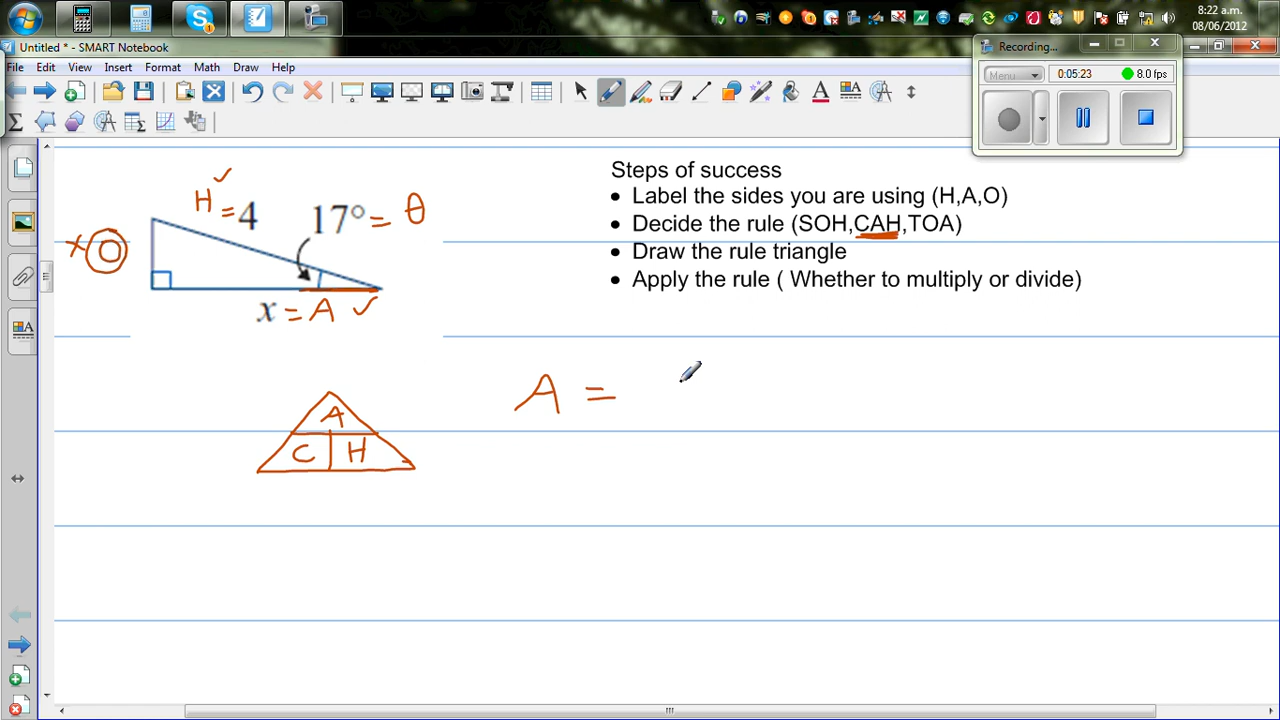 8:22 a.m.
08/06/2012
Untitled * - SMART Notebook
File Edit View Insert Format Math Draw Help
Recording...
Menu
0:05:23
8.0 fps
H ✓
= 4
17° = θ
x O
x = A ✓
Steps of success
• Label the sides you are using (H,A,O)
• Decide the rule (SOH,CAH,TOA)
• Draw the rule triangle
• Apply the rule ( Whether to multiply or divide)
A =
A
C H